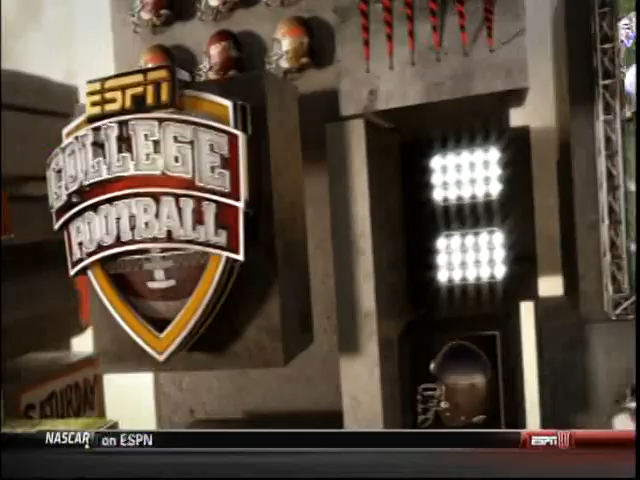 ESPN
COLLEGE
FOOTBALL
SATURDAY
NASCAR on ESPN
ESPN